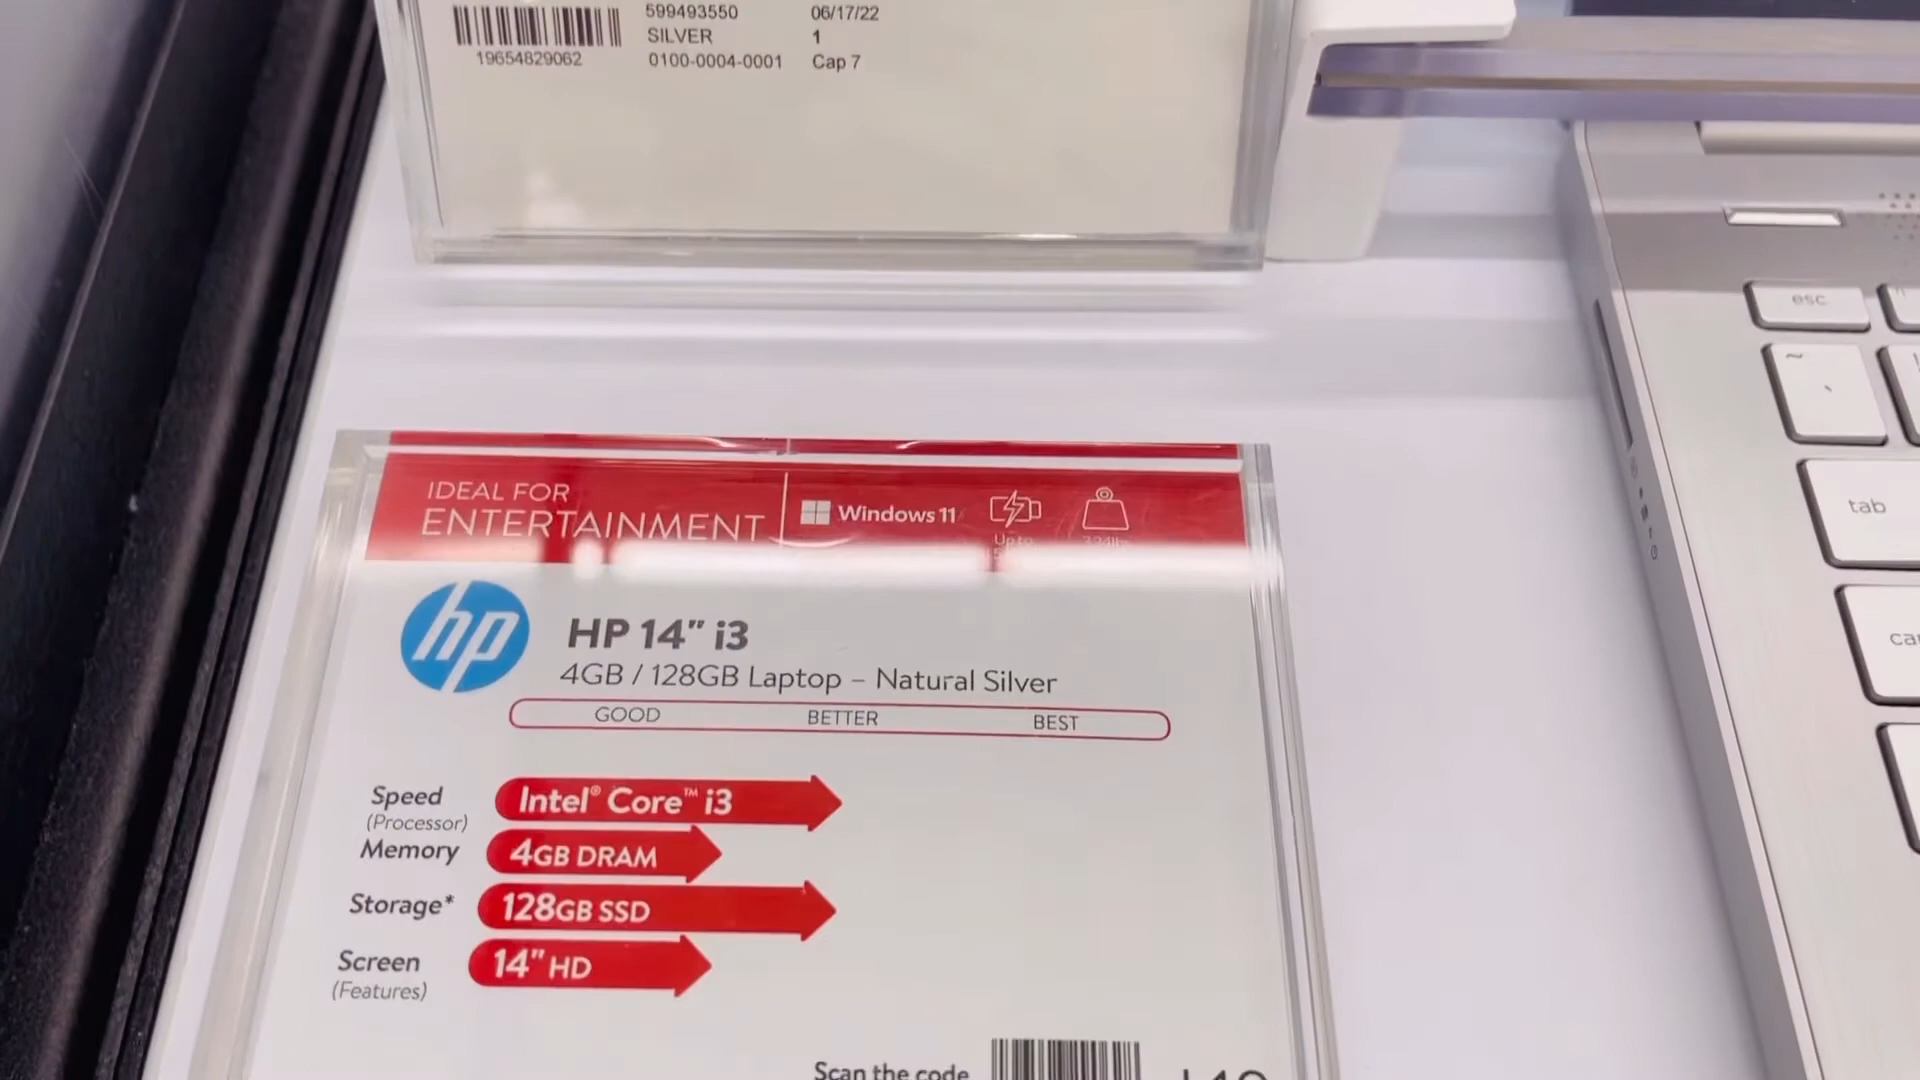 599493550 06/17/22
SILVER 1
19654829062 0100-0004-0001 Cap 7
esc
~
`
tab
IDEAL FOR
ENTERTAINMENT
Windows 11
Up to
hp
HP 14" i3
4GB / 128GB Laptop – Natural Silver
GOOD BETTER BEST
Speed Intel® Core™ i3
(Processor)
Memory 4GB DRAM
Storage* 128GB SSD
Screen 14" HD
(Features)
Scan the code